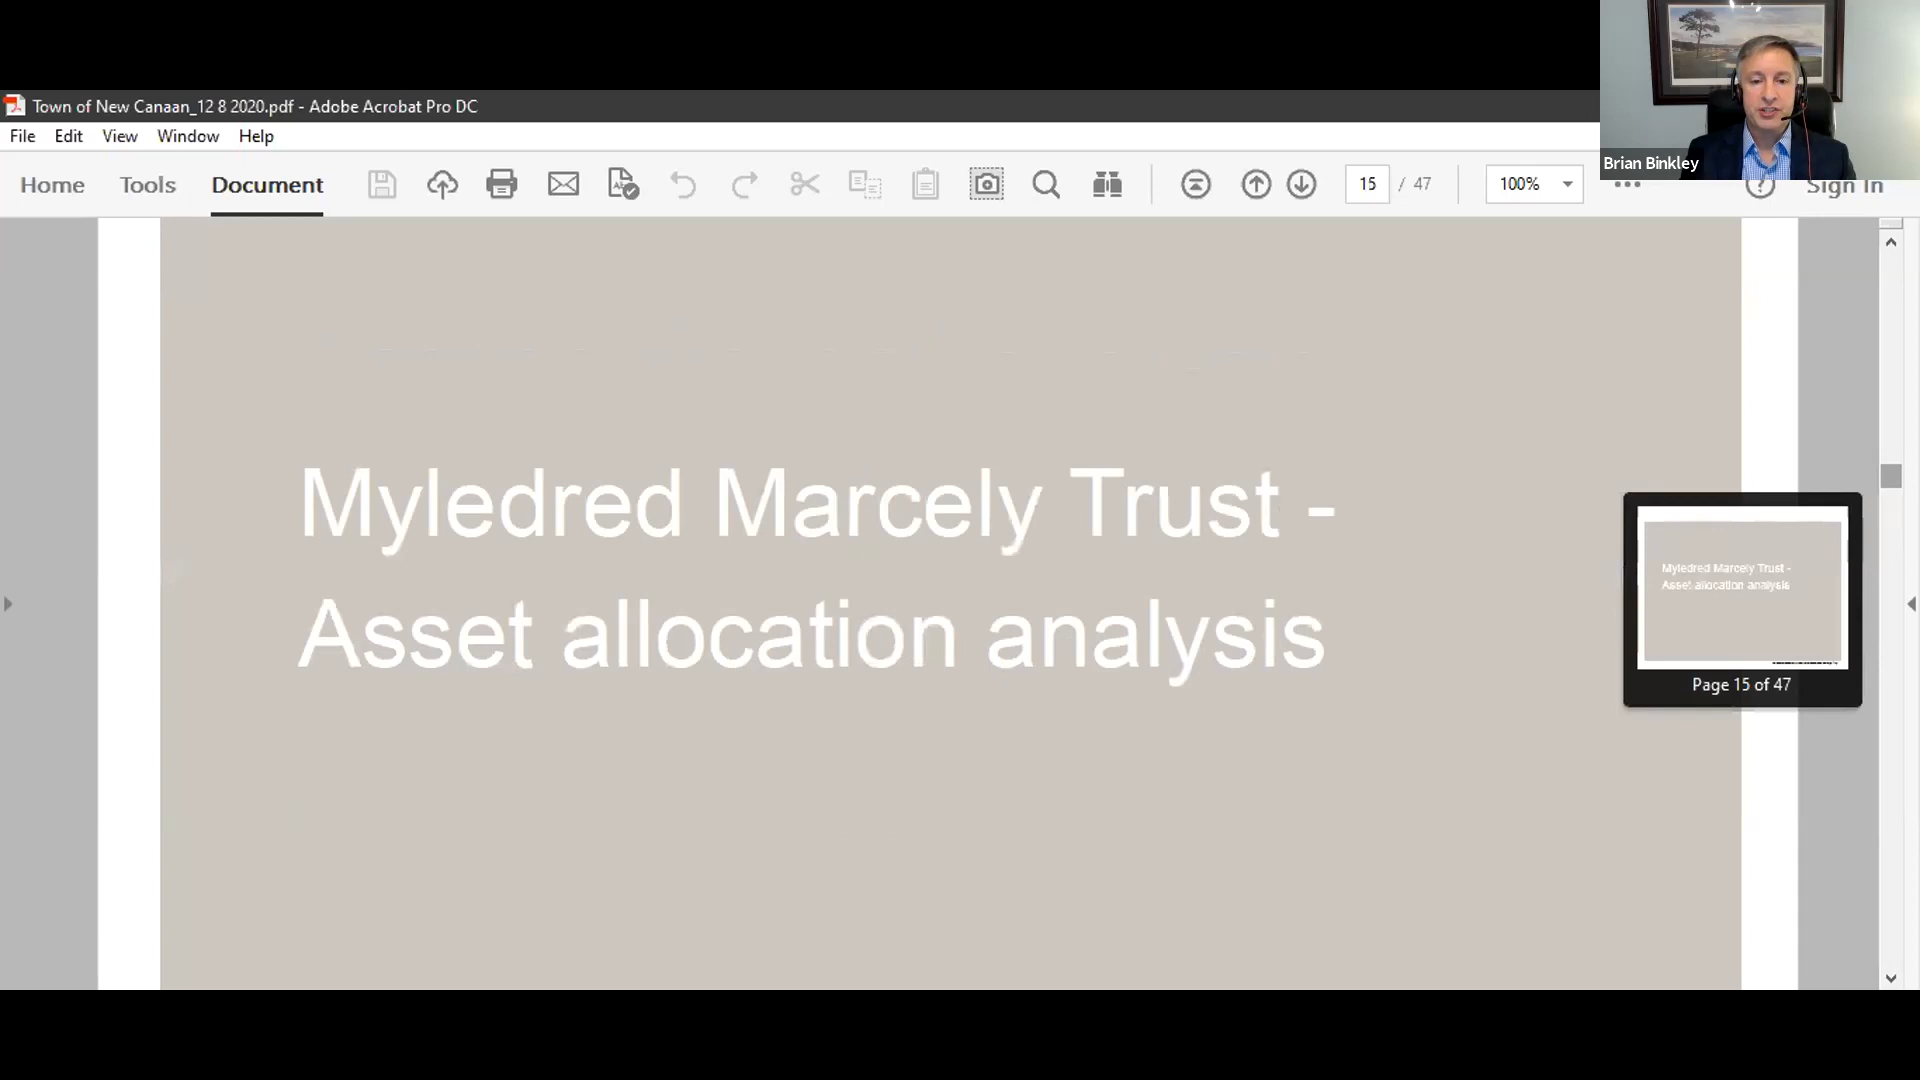 Town of New Canaan_12 8 2020.pdf - Adobe Acrobat Pro DC
File Edit View Window Help
Brian Binkley
Home Tools Document 15 / 47 100% Sign In
Myledred Marcely Trust -
Asset allocation analysis
Myledred Marcely Trust -
Asset allocation analysis
Page 15 of 47